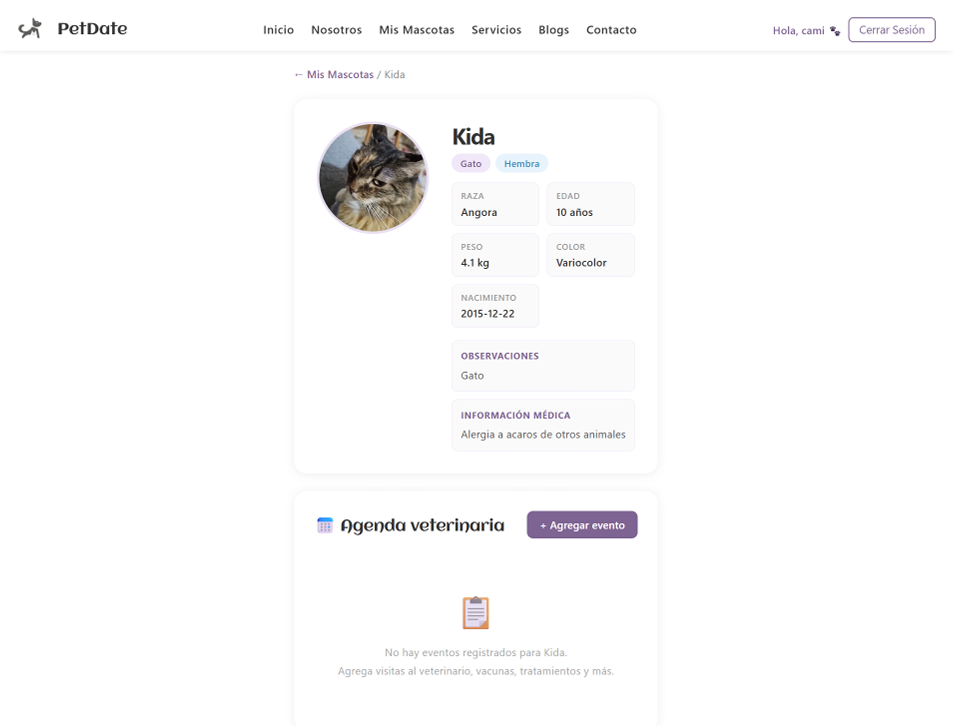 PetDate
Inicio Nosotros Mis Mascotas Servicios Blogs Contacto
Hola, cami
Cerrar Sesión
← Mis Mascotas / Kida
Kida
Gato Hembra
RAZA
Angora
EDAD
10 años
PESO
4.1 kg
COLOR
Variocolor
NACIMIENTO
2015-12-22
OBSERVACIONES
Gato
INFORMACIÓN MÉDICA
Alergia a acaros de otros animales
Agenda veterinaria
+ Agregar evento
No hay eventos registrados para Kida.
Agrega visitas al veterinario, vacunas, tratamientos y más.